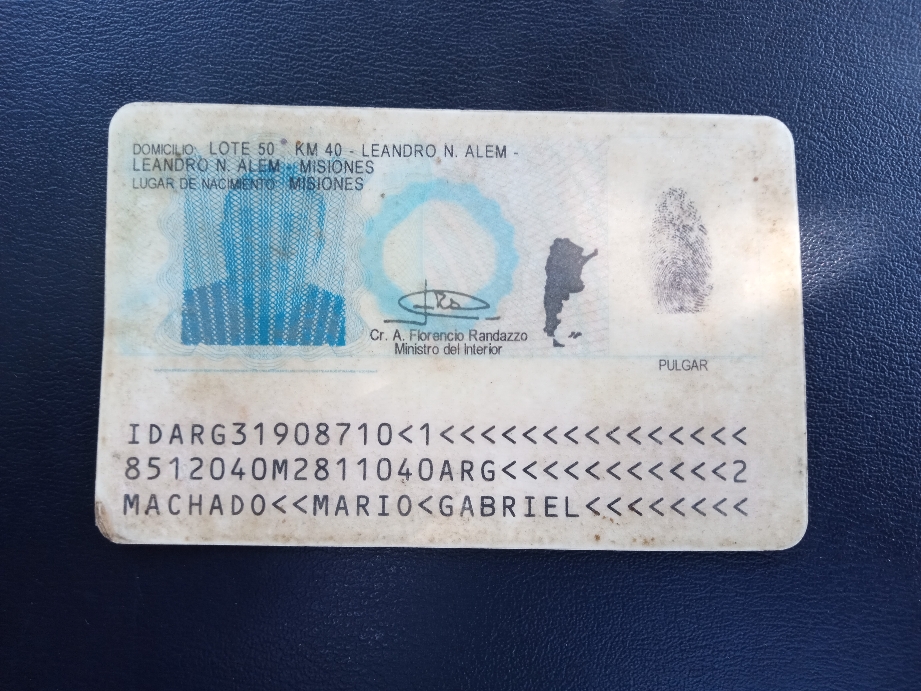 DOMICILIO: LOTE 50 KM 40 - LEANDRO N. ALEM -
LEANDRO N. ALEM - MISIONES
LUGAR DE NACIMIENTO MISIONES
Cr. A. Florencio Randazzo
Ministro del Interior
PULGAR
IDARG31908710<1<<<<<<<<<<<<<<<
8512040M2811040ARG<<<<<<<<<<<2
MACHADO<<MARIO<GABRIEL<<<<<<<<